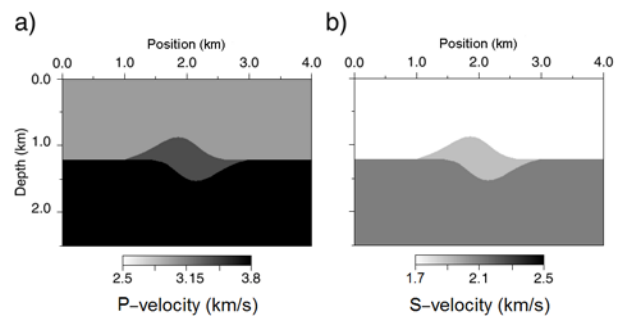 a)
Position (km)
0.0 1.0 2.0 3.0 4.0
0.0
1.0
2.0
Depth (km)
2.5 3.15 3.8
P-velocity (km/s)
b)
Position (km)
0.0 1.0 2.0 3.0 4.0
1.7 2.1 2.5
S-velocity (km/s)